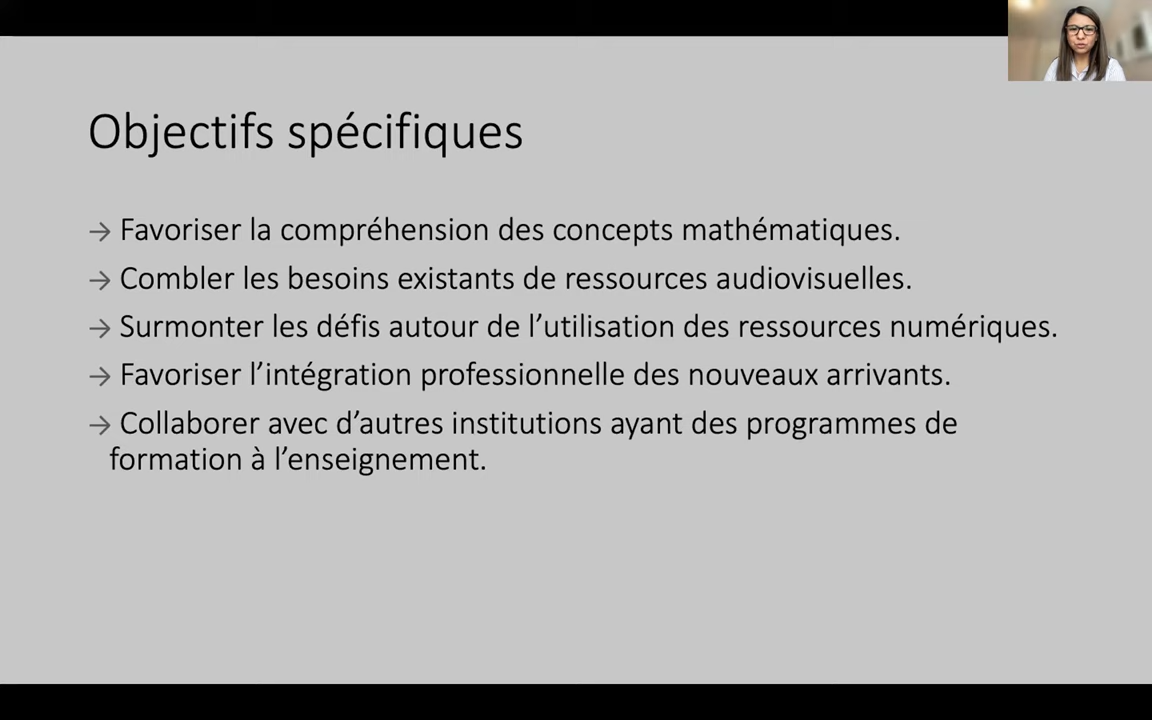 Objectifs spécifiques
→ Favoriser la compréhension des concepts mathématiques.
→ Combler les besoins existants de ressources audiovisuelles.
→ Surmonter les défis autour de l’utilisation des ressources numériques.
→ Favoriser l’intégration professionnelle des nouveaux arrivants.
→ Collaborer avec d’autres institutions ayant des programmes de
formation à l’enseignement.